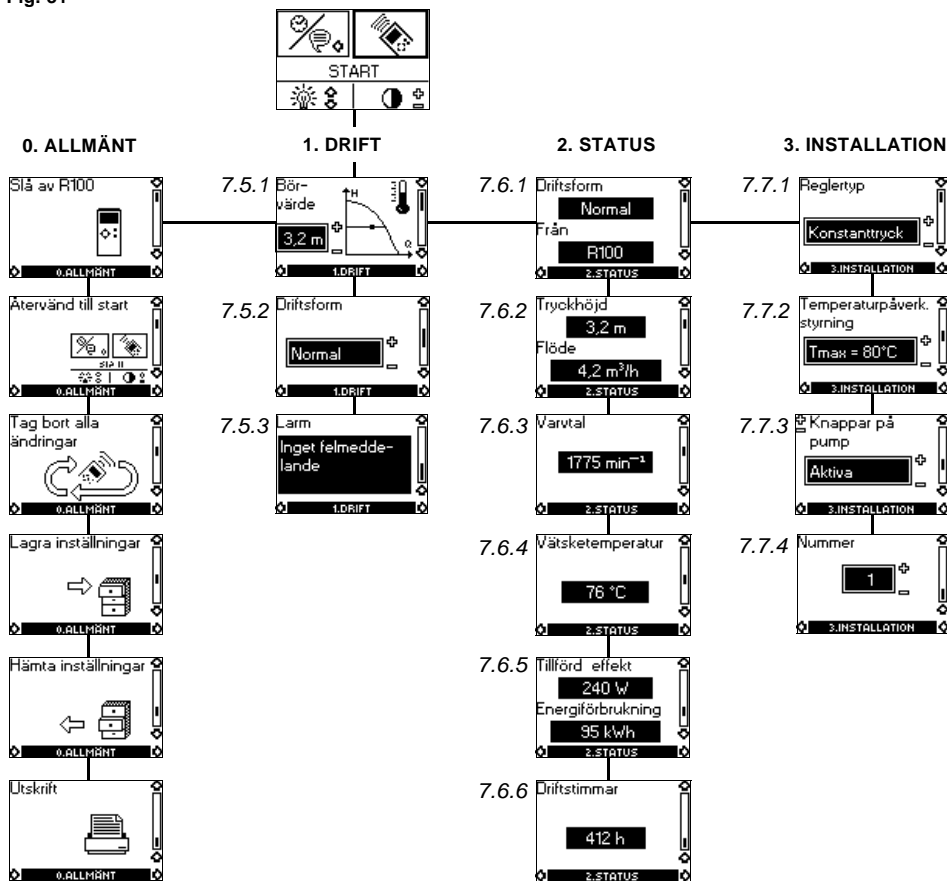 Fig. 31
START
0. ALLMÄNT
1. DRIFT
2. STATUS
3. INSTALLATION
Slå av R100
0.ALLMÄNT
Återvänd till start
START
0.ALLMÄNT
Tag bort alla
ändringar
0.ALLMÄNT
Lagra inställningar
0.ALLMÄNT
Hämta inställningar
0.ALLMÄNT
Utskrift
0.ALLMÄNT
7.5.1
Bör-
värde
3,2 m
H
Q
1.DRIFT
7.5.2
Driftsform
Normal
1.DRIFT
7.5.3
Larm
Inget felmedde-
lande
1.DRIFT
7.6.1
Driftsform
Normal
Från
R100
2.STATUS
7.6.2
Tryckhöjd
3,2 m
Flöde
4,2 m³/h
2.STATUS
7.6.3
Varvtal
1775 min⁻¹
2.STATUS
7.6.4
Vätsketemperatur
76 °C
2.STATUS
7.6.5
Tillförd effekt
240 W
Energiförbrukning
95 kWh
2.STATUS
7.6.6
Driftstimmar
412 h
2.STATUS
7.7.1
Reglertyp
Konstanttryck
3.INSTALLATION
7.7.2
Temperaturpåverk.
styrning
Tmax = 80°C
3.INSTALLATION
7.7.3
Knappar på
pump
Aktiva
3.INSTALLATION
7.7.4
Nummer
1
3.INSTALLATION